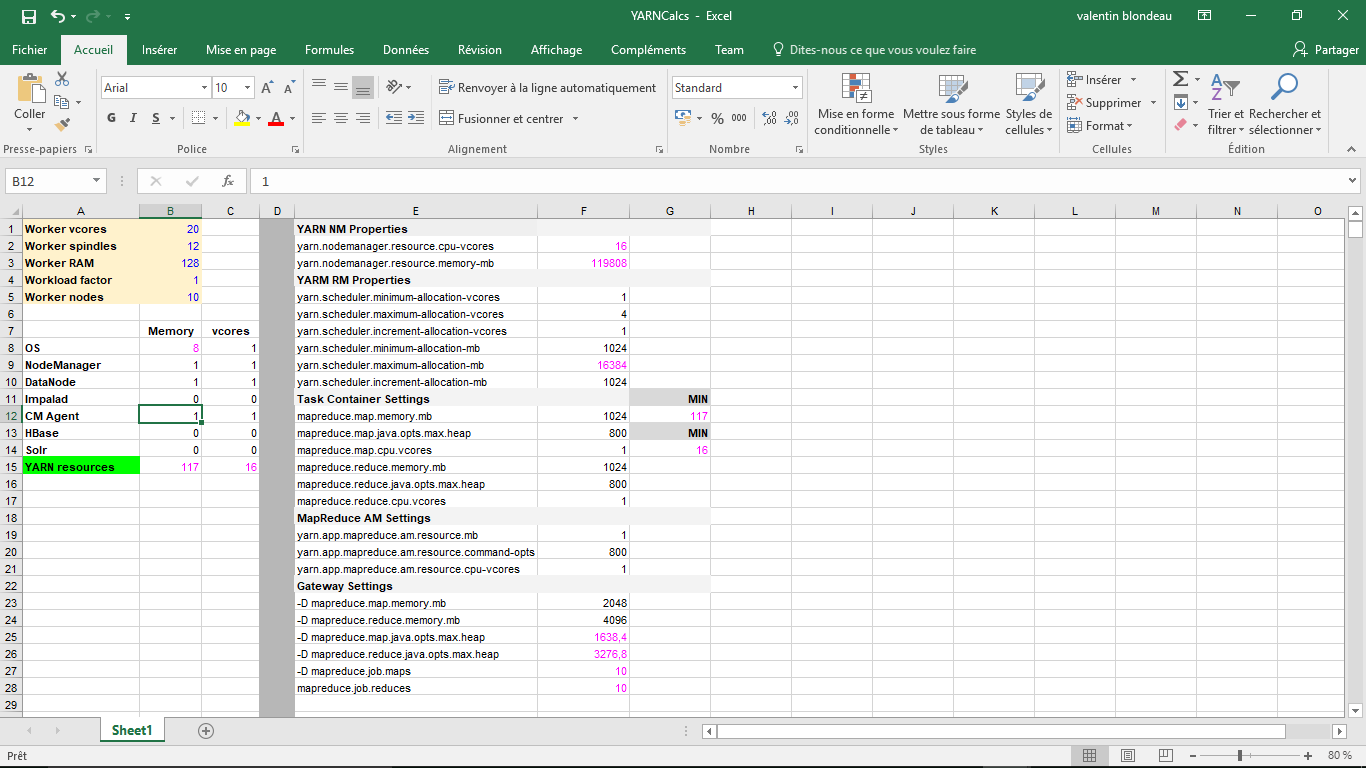 YARNCalcs - Excel
valentin blondeau
Fichier Accueil Insérer Mise en page Formules Données Révision Affichage Compléments Team Dites-nous ce que vous voulez faire Partager
Coller
Presse-papiers
Arial 10
G I S
Police
Renvoyer à la ligne automatiquement
Fusionner et centrer
Alignement
Standard
% 000
Nombre
Mise en forme conditionnelle
Mettre sous forme de tableau
Styles de cellules
Styles
Insérer
Supprimer
Format
Cellules
Trier et filtrer
Rechercher et sélectionner
Édition
B12 fx 1
A B C D E F G H I J K L M N O
1 Worker vcores 20 YARN NM Properties
2 Worker spindles 12 yarn.nodemanager.resource.cpu-vcores 16
3 Worker RAM 128 yarn.nodemanager.resource.memory-mb 119808
4 Workload factor 1 YARM RM Properties
5 Worker nodes 10 yarn.scheduler.minimum-allocation-vcores 1
6 yarn.scheduler.maximum-allocation-vcores 4
7 Memory vcores yarn.scheduler.increment-allocation-vcores 1
8 OS 8 1 yarn.scheduler.minimum-allocation-mb 1024
9 NodeManager 1 1 yarn.scheduler.maximum-allocation-mb 16384
10 DataNode 1 1 yarn.scheduler.increment-allocation-mb 1024
11 Impalad 0 0 Task Container Settings MIN
12 CM Agent 1 1 mapreduce.map.memory.mb 1024 117
13 HBase 0 0 mapreduce.map.java.opts.max.heap 800 MIN
14 Solr 0 0 mapreduce.map.cpu.vcores 1 16
15 YARN resources 117 16 mapreduce.reduce.memory.mb 1024
16 mapreduce.reduce.java.opts.max.heap 800
17 mapreduce.reduce.cpu.vcores 1
18 MapReduce AM Settings
19 yarn.app.mapreduce.am.resource.mb 1
20 yarn.app.mapreduce.am.resource.command-opts 800
21 yarn.app.mapreduce.am.resource.cpu-vcores 1
22 Gateway Settings
23 -D mapreduce.map.memory.mb 2048
24 -D mapreduce.reduce.memory.mb 4096
25 -D mapreduce.map.java.opts.max.heap 1638,4
26 -D mapreduce.reduce.java.opts.max.heap 3276,8
27 -D mapreduce.job.maps 10
28 mapreduce.job.reduces 10
29
Sheet1
Prêt 80 %